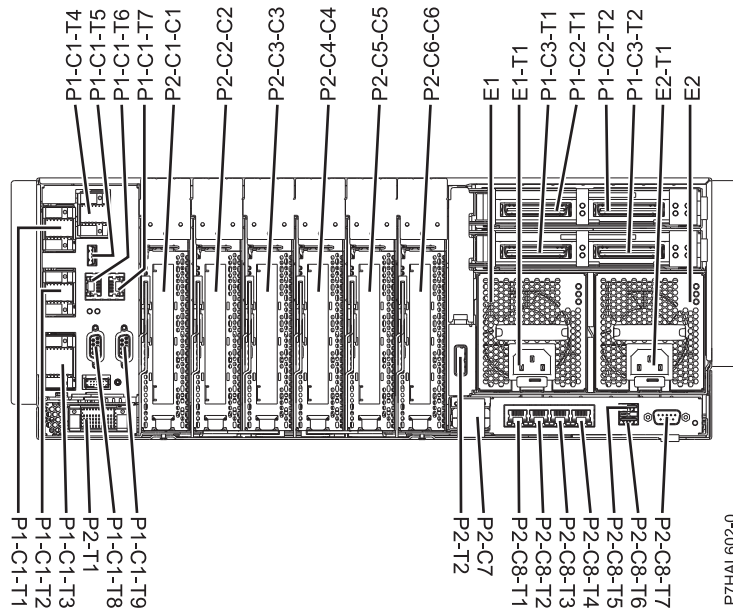 P1-C1-T4
P1-C1-T5
P1-C1-T6
P1-C1-T7
P2-C1-C1
P2-C2-C2
P2-C3-C3
P2-C4-C4
P2-C5-C5
P2-C6-C6
E1
E1-T1
P1-C3-T1
P1-C2-T1
P1-C2-T2
P1-C3-T2
E2-T1
E2
P1-C1-T1
P1-C1-T2
P1-C1-T3
P2-T1
P1-C1-T8
P1-C1-T9
P2-T2
P2-C7
P2-C8-T1
P2-C8-T2
P2-C8-T3
P2-C8-T4
P2-C8-T5
P2-C8-T6
P2-C8-T7
P7HAL602-0